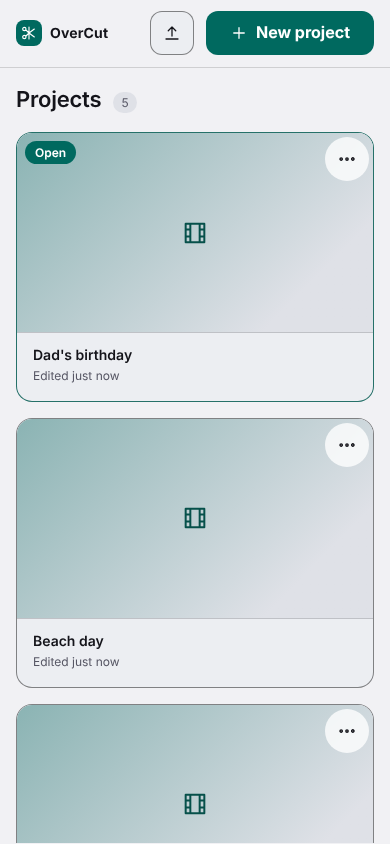 OverCut
New project
Projects
5
Open
Dad's birthday
Edited just now
Beach day
Edited just now